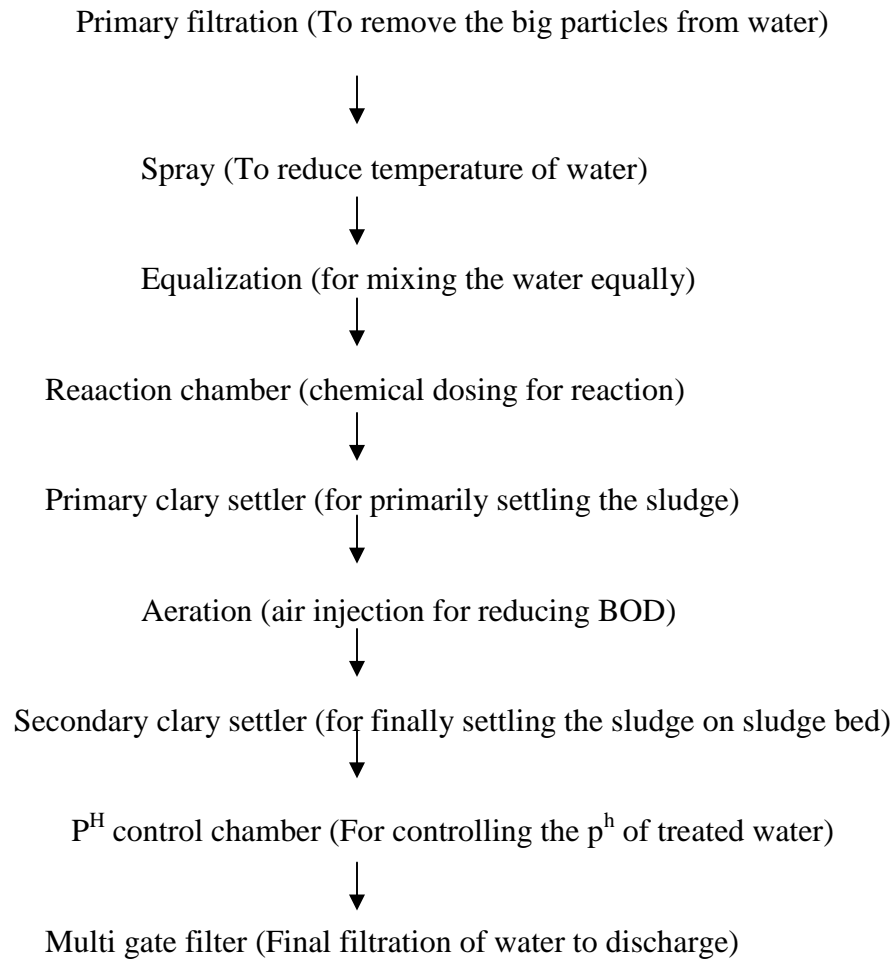 Primary filtration (To remove the big particles from water)
Spray (To reduce temperature of water)
Equalization (for mixing the water equally)
Reaaction chamber (chemical dosing for reaction)
Primary clary settler (for primarily settling the sludge)
Aeration (air injection for reducing BOD)
Secondary clary settler (for finally settling the sludge on sludge bed)
P^H control chamber (For controlling the p^h of treated water)
Multi gate filter (Final filtration of water to discharge)